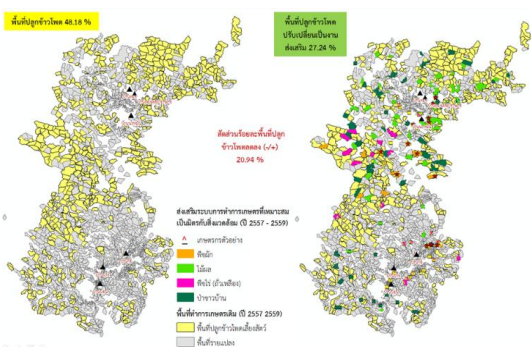 พื้นที่ปลูกข้าวโพด 48.18 %
พื้นที่ปลูกข้าวโพด
ปรับเปลี่ยนเป็นงาน
ส่งเสริม 27.24 %
สัดส่วนร้อยละพื้นที่ปลูก
ข้าวโพดลดลง (-/+)
20.94 %
ส่งเสริมระบบการทำการเกษตรที่เหมาะสม
เป็นมิตรกับสิ่งแวดล้อม (ปี 2557 - 2559)
เกษตรกรตัวอย่าง
พืชผัก
ไม้ผล
พืชไร่ (ถั่วเหลือง)
ป่าชาวบ้าน
พื้นที่ทำการเกษตรเดิม (ปี 2557 2559)
พื้นที่ปลูกข้าวโพดเลี้ยงสัตว์
พื้นที่รายแปลง